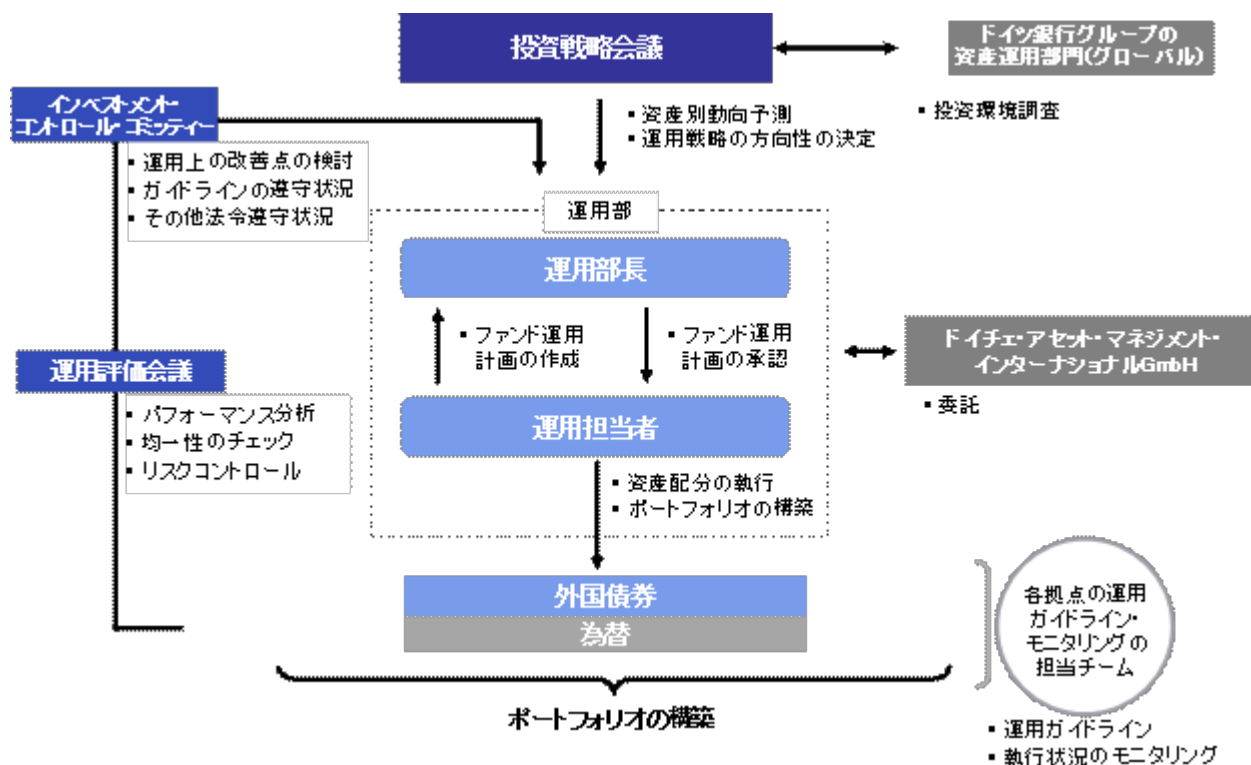 投資戦略会議
ドイツ銀行グループの
資産運用部門(グローバル)
▪ 投資環境調査
インベストメント・
コントロール・コミッティー
▪ 運用上の改善点の検討
▪ ガイドラインの遵守状況
▪ その他法令遵守状況
▪ 資産別動向予測
▪ 運用戦略の方向性の決定
運用部
運用部長
▪ ファンド運用
計画の作成
▪ ファンド運用
計画の承認
運用評価会議
▪ パフォーマンス分析
▪ 均一性のチェック
▪ リスクコントロール
ドイチェ・アセット・マネジメント・
インターナショナルGmbH
▪ 委託
運用担当者
▪ 資産配分の執行
▪ ポートフォリオの構築
外国債券
為替
各拠点の運用
ガイドライン・
モニタリングの
担当チーム
ポートフォリオの構築
▪ 運用ガイドライン
▪ 執行状況のモニタリング